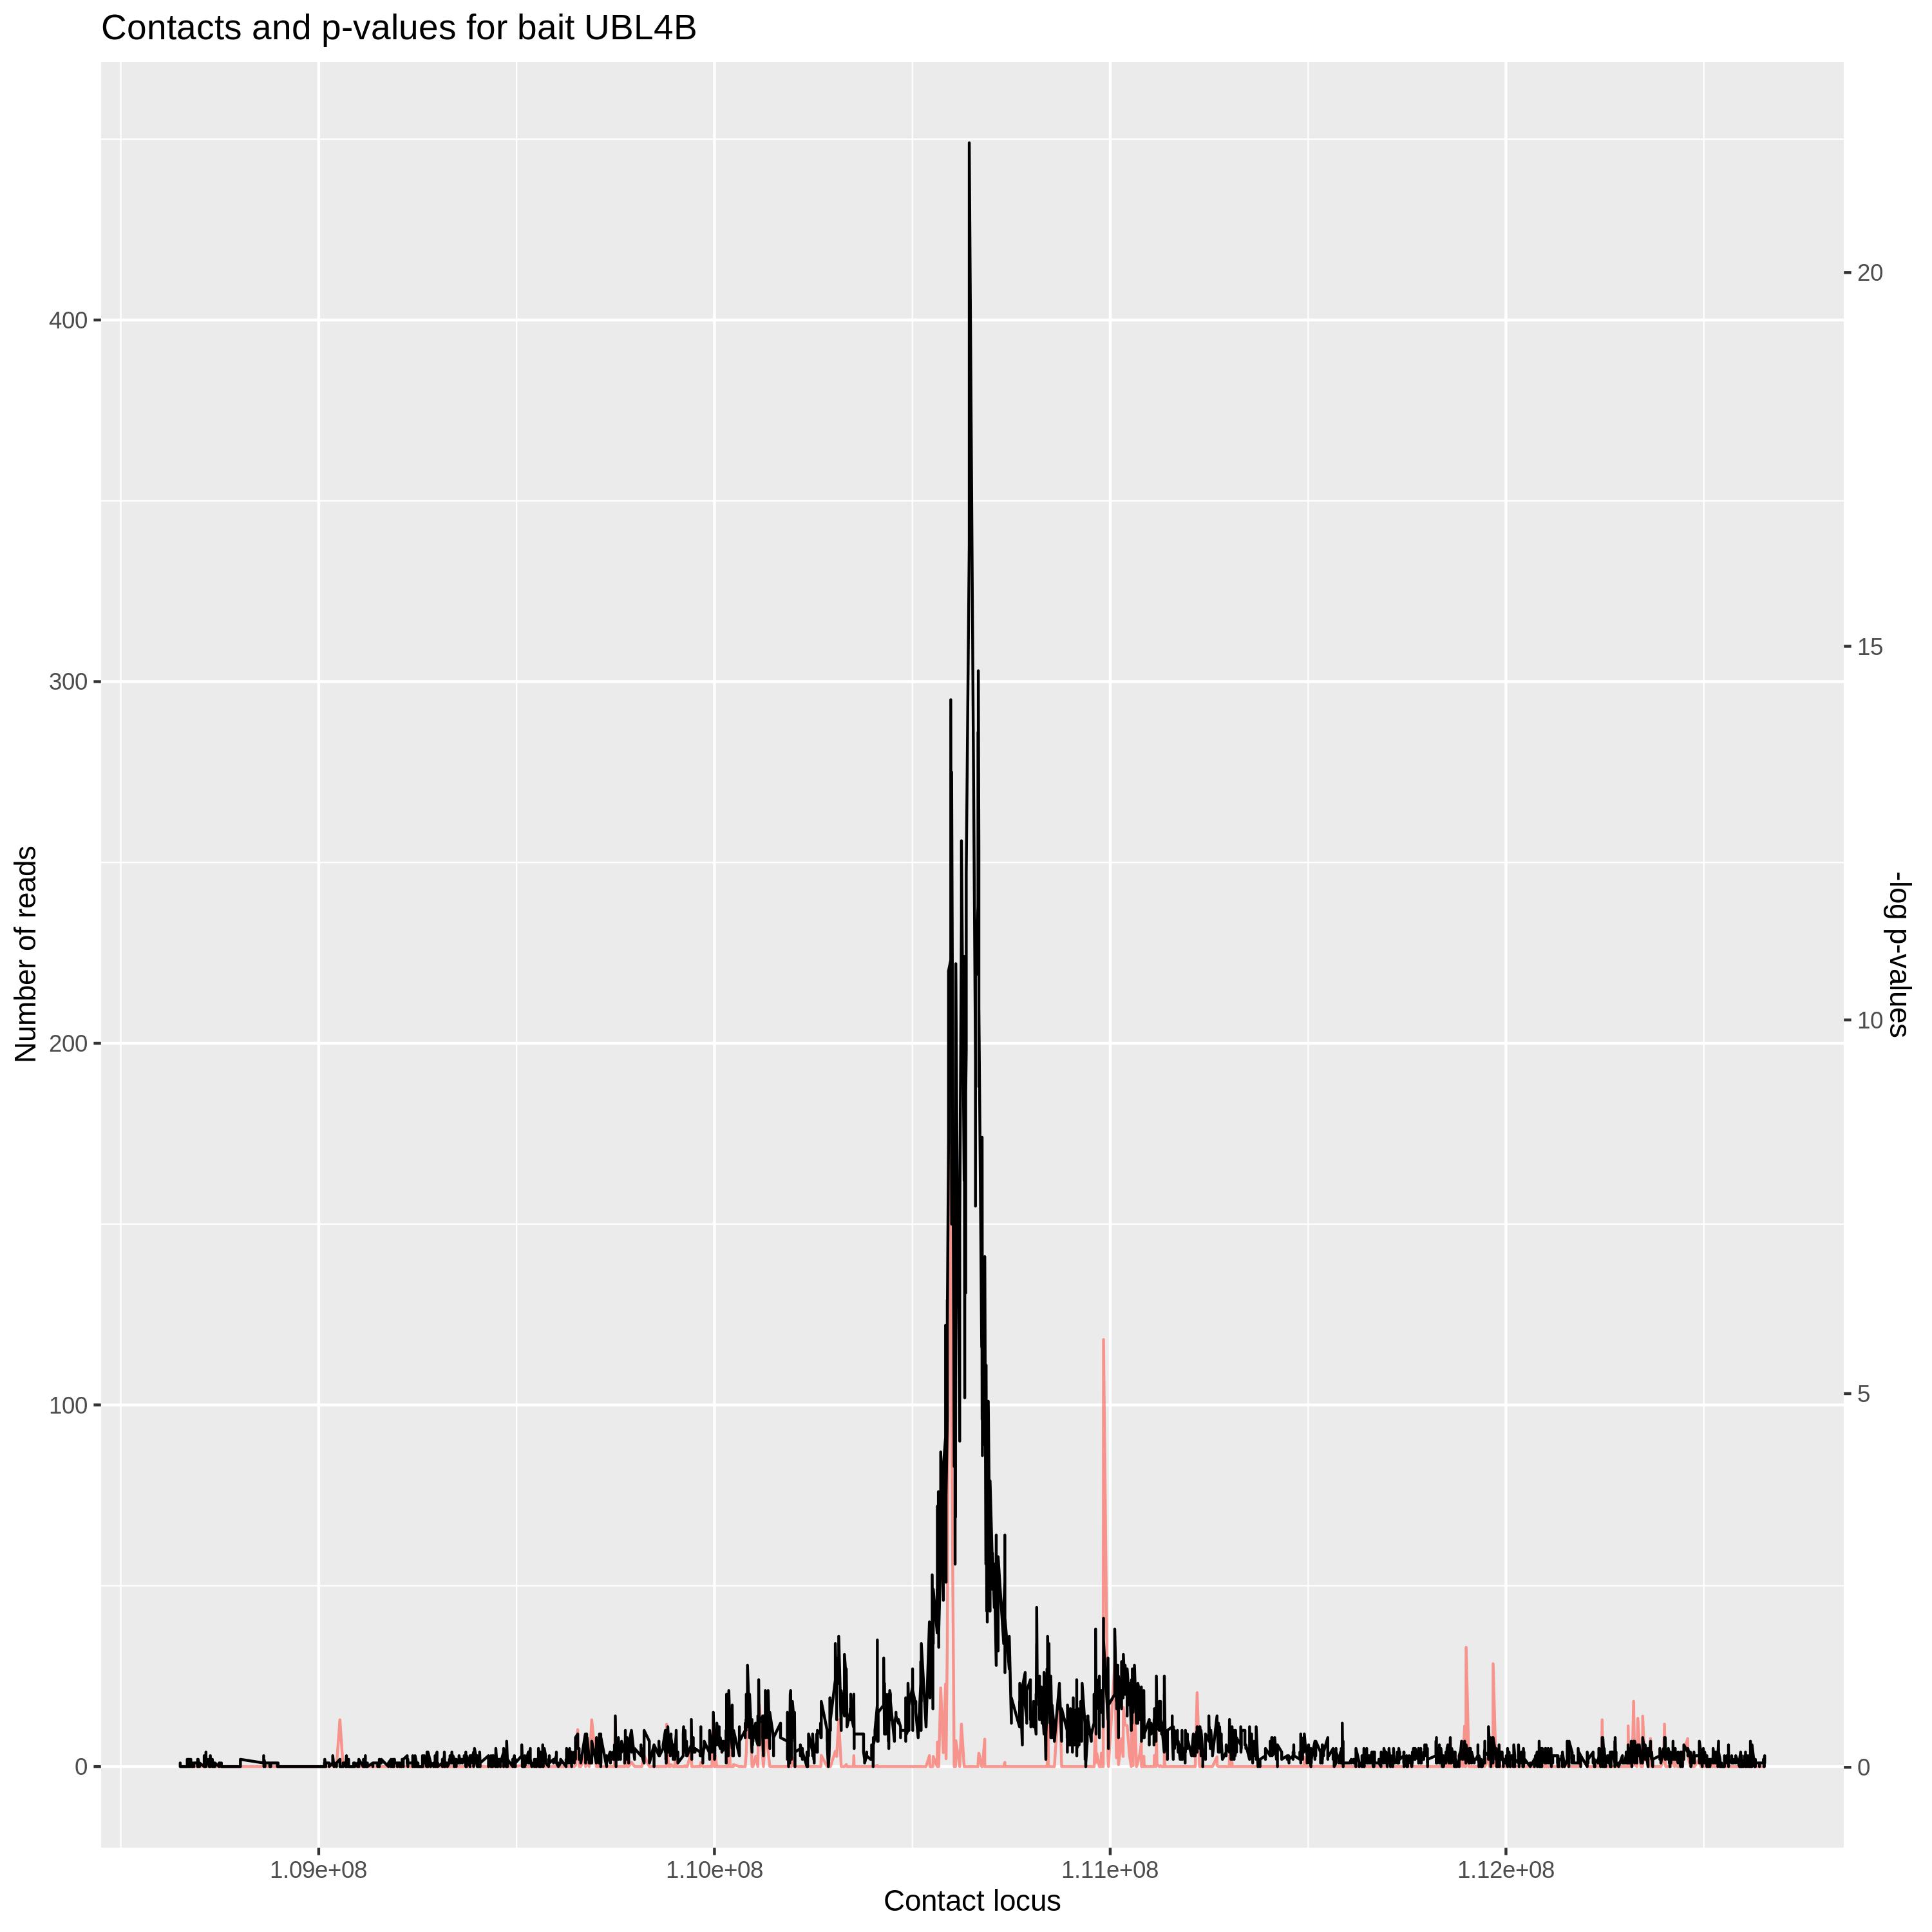 Contacts and p-values for bait UBL4B
Number of reads
400
300
200
100
0
20
15
10
5
0
-log p-values
1.09e+08
1.10e+08
1.11e+08
1.12e+08
Contact locus